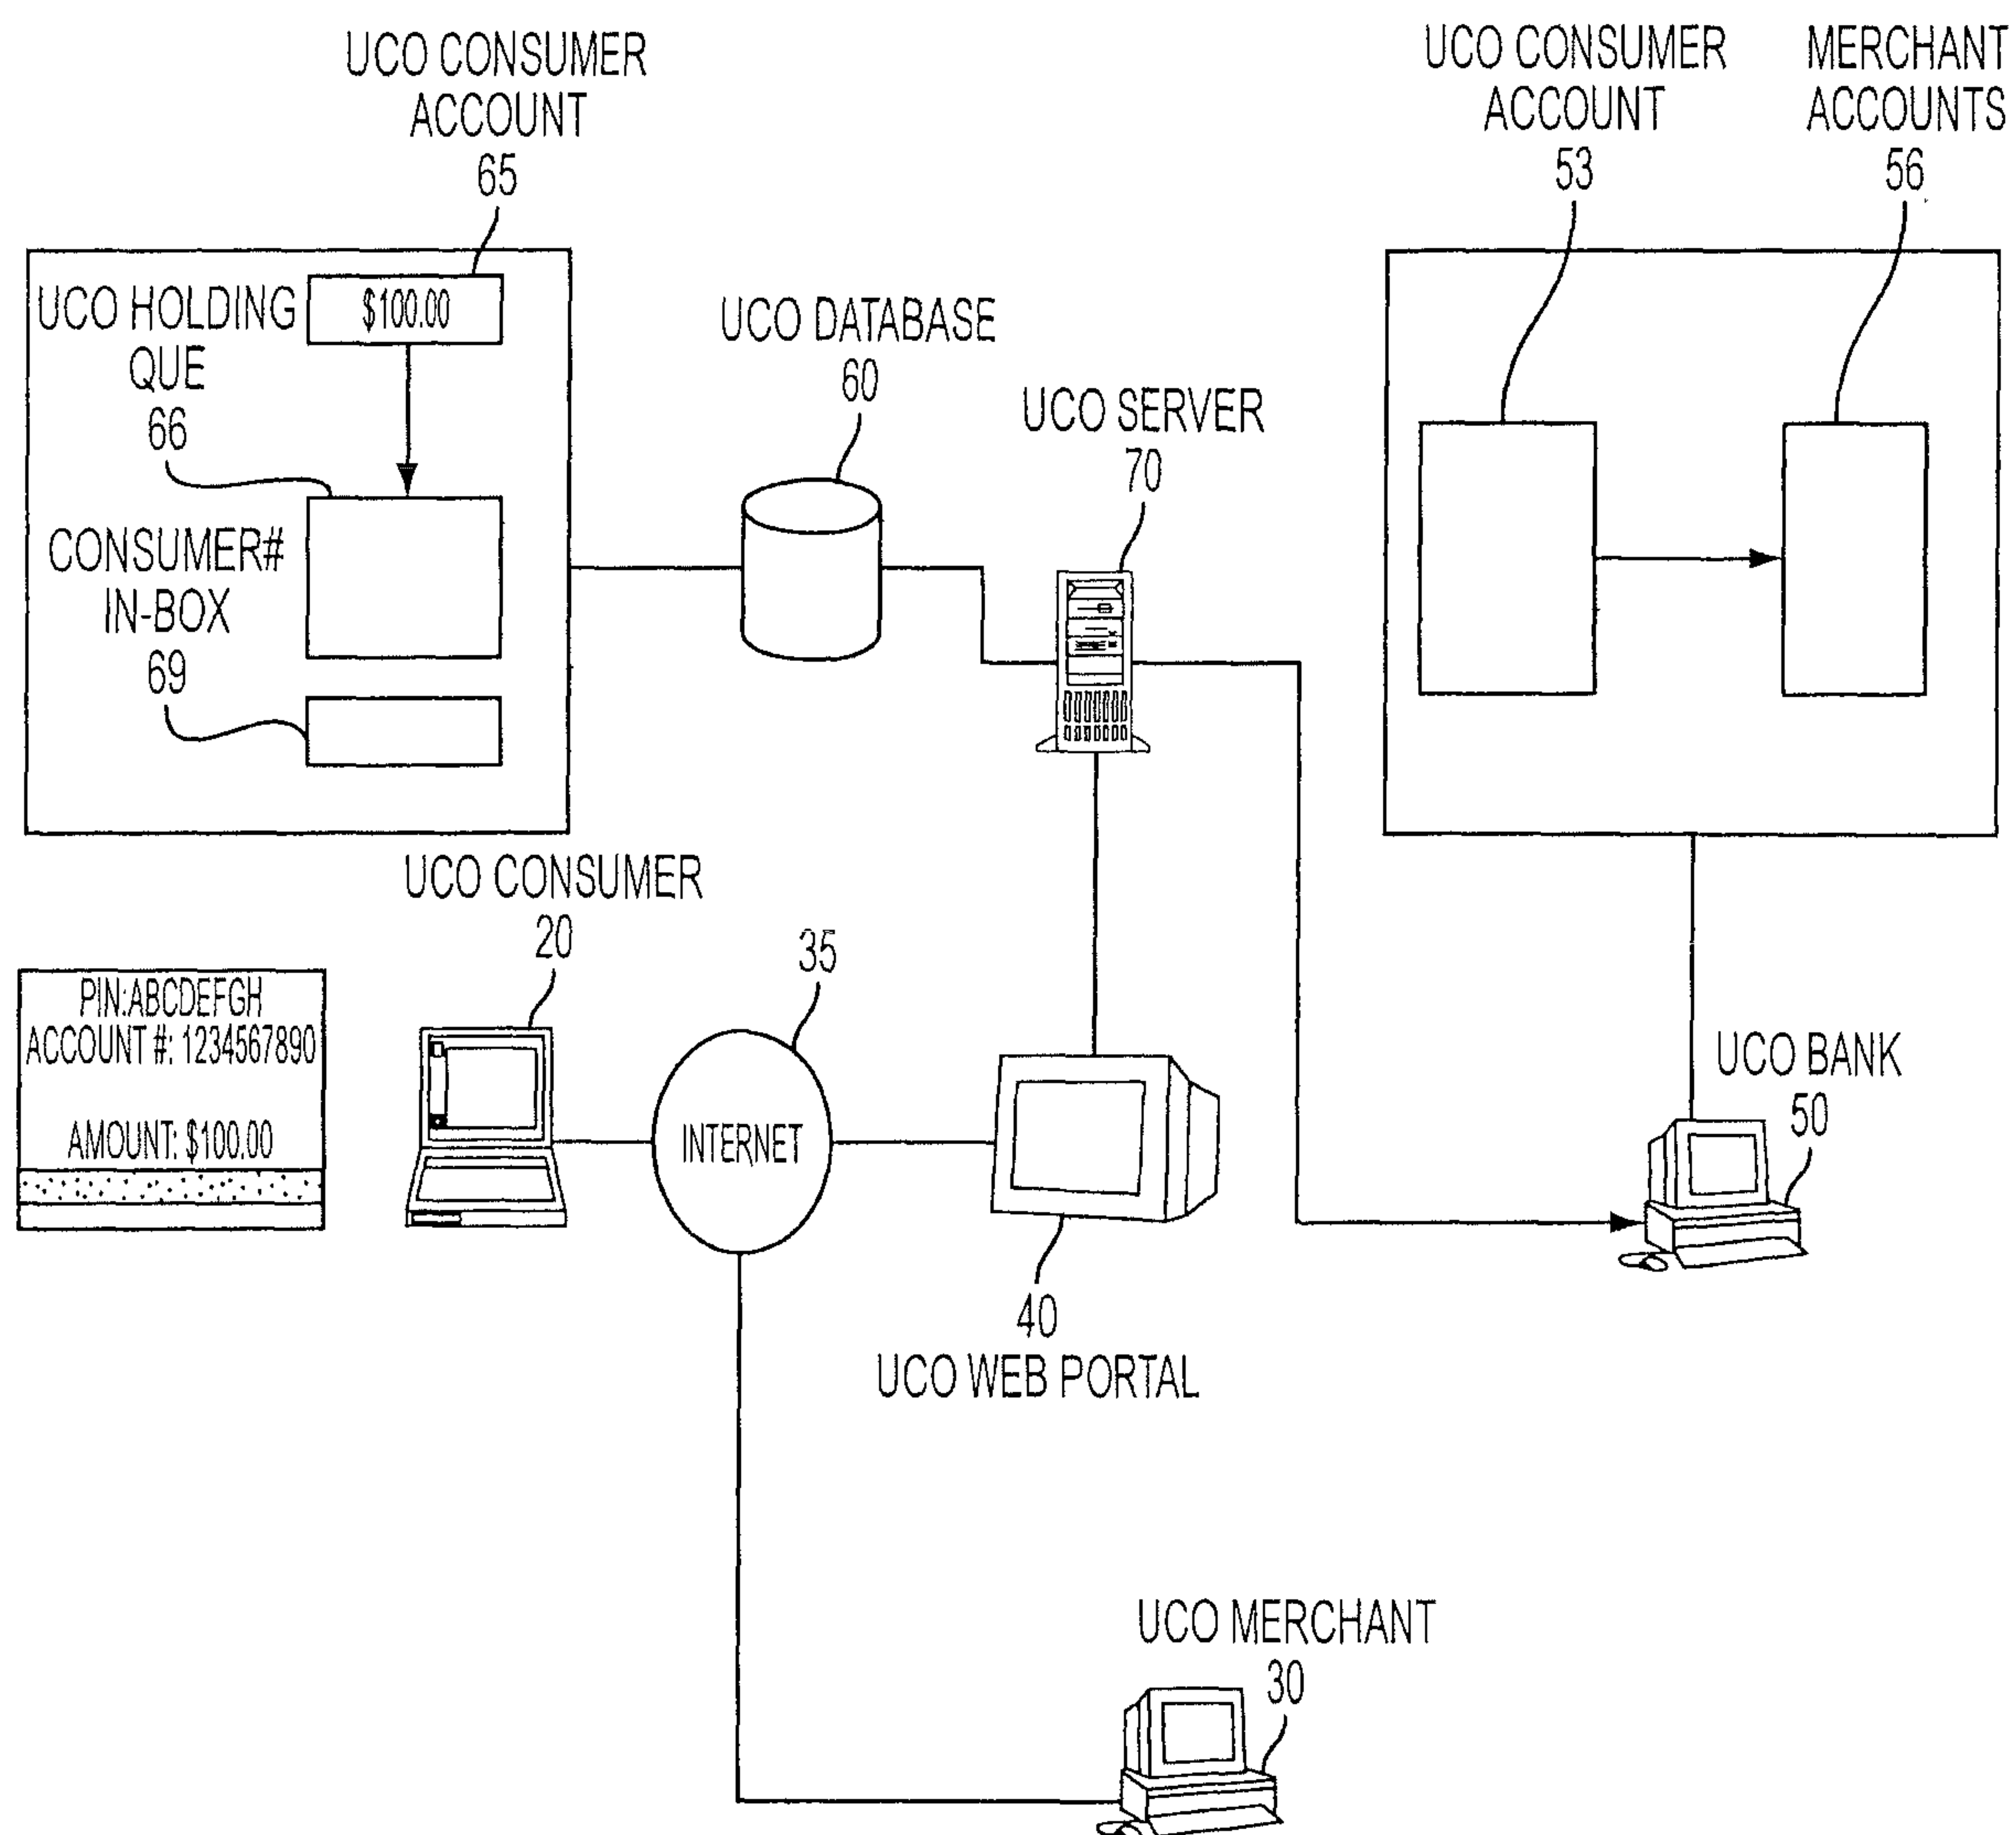 UCO CONSUMER
ACCOUNT
65
UCO CONSUMER
ACCOUNT
53
MERCHANT
ACCOUNTS
56
UCO HOLDING
QUE
66
$100.00
CONSUMER#
IN-BOX
69
UCO DATABASE
60
UCO SERVER
70
UCO CONSUMER
20
35
PIN:ABCDEFGH
ACCOUNT #: 1234567890
AMOUNT: $100.00
INTERNET
UCO BANK
50
40
UCO WEB PORTAL
UCO MERCHANT
30